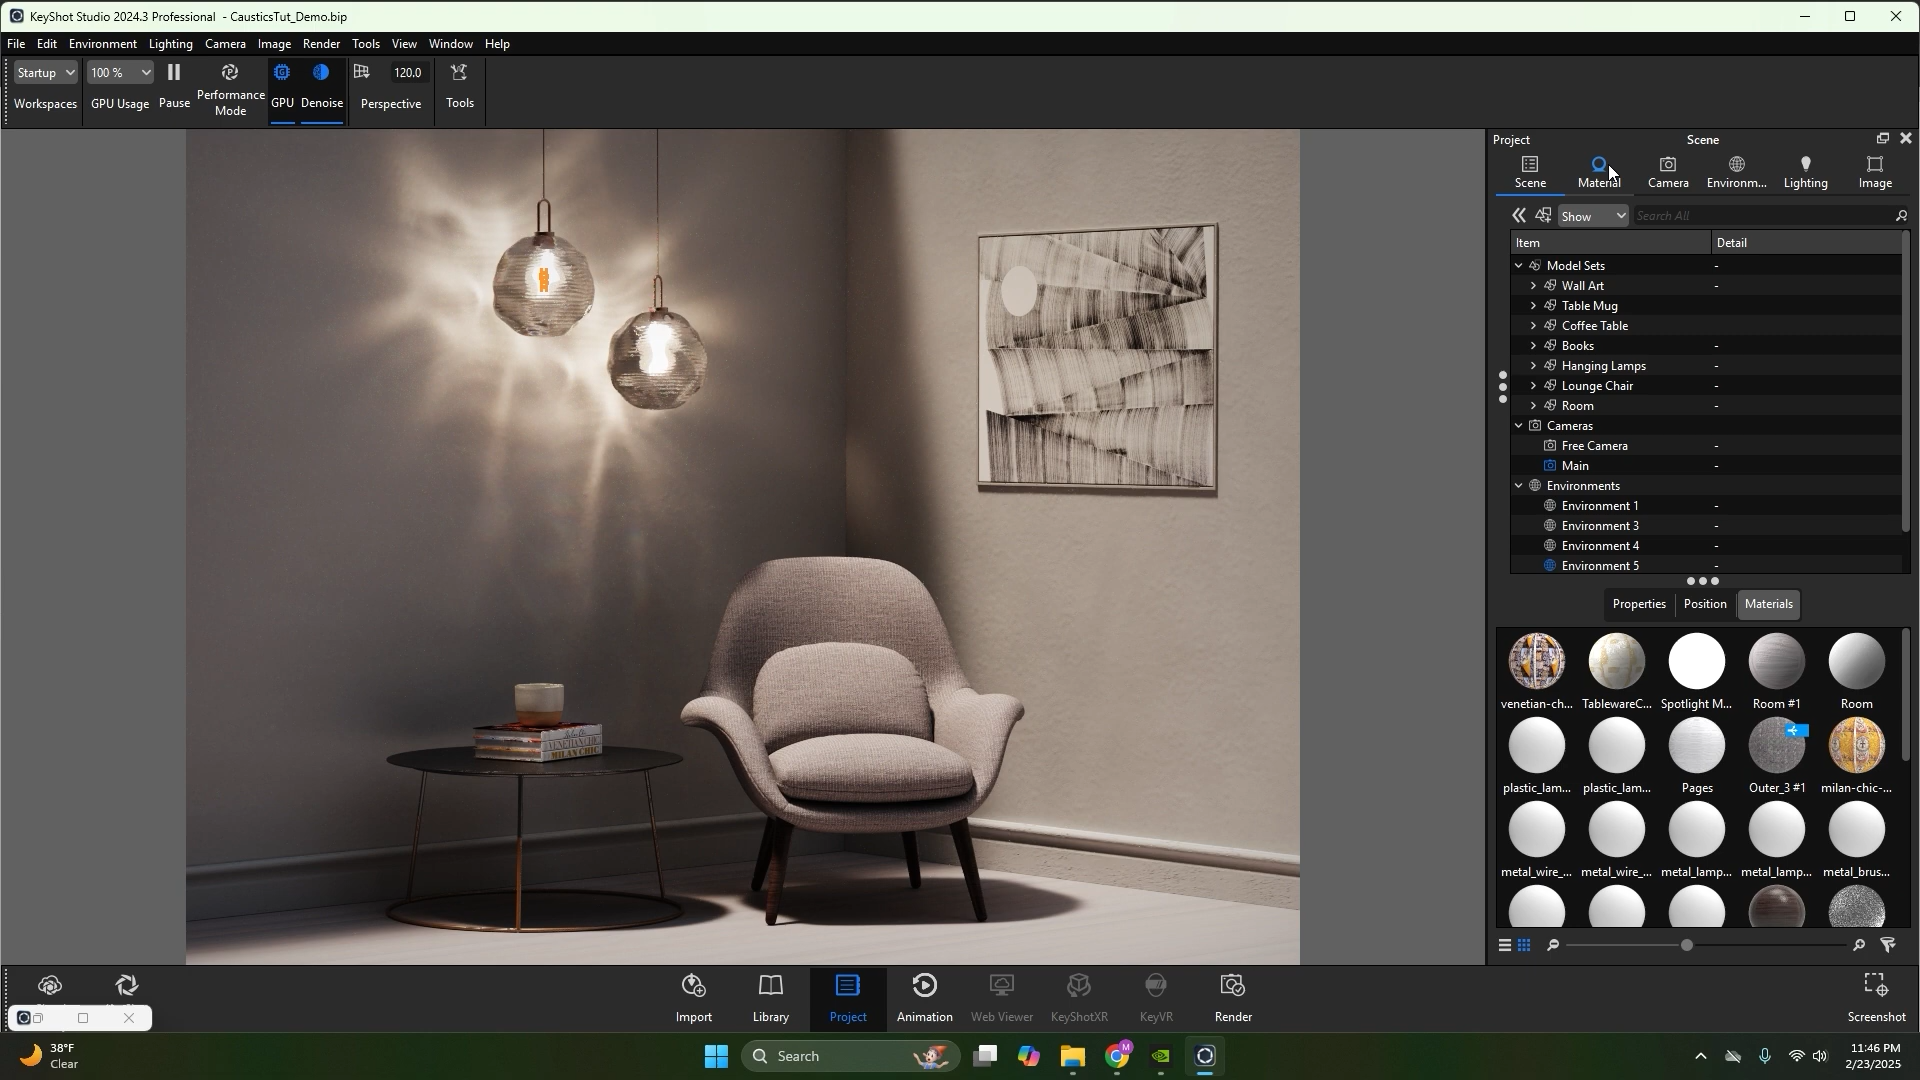 KeyShot Studio 2024.3 Professional - CausticsTut_Demo.bip
File Edit Environment Lighting Camera Image Render Tools View Window Help
Startup 100 % 120.0
Workspaces GPU Usage Pause Performance Mode GPU Denoise Perspective Tools
Project Scene
Scene Material Camera Environm... Lighting Image
Show Search All
Item Detail
Model Sets -
Wall Art -
Table Mug
Coffee Table
Books -
Hanging Lamps -
Lounge Chair -
Room -
Cameras
Free Camera -
Main -
Environments
Environment 1 -
Environment 3 -
Environment 4 -
Environment 5 -
Properties Position Materials
venetian-ch... TablewareC... Spotlight M... Room #1 Room
plastic_lam... plastic_lam... Pages Outer_3 #1 milan-chic-...
metal_wire_... metal_wire_... metal_lamp... metal_lamp... metal_brus...
VENETIAN CHIC
MILAN CHIC
Import Library Project Animation Web Viewer KeyShotXR KeyVR Render Screenshot
38°F
Clear
Search
11:46 PM
2/23/2025